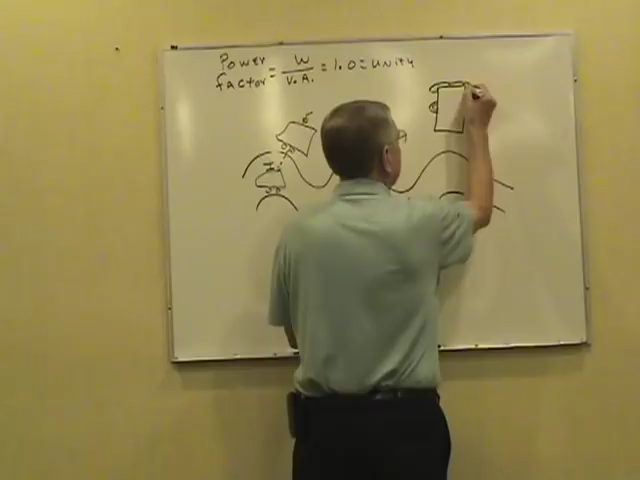 Power
factor = W / V.A. = 1.0 = unity